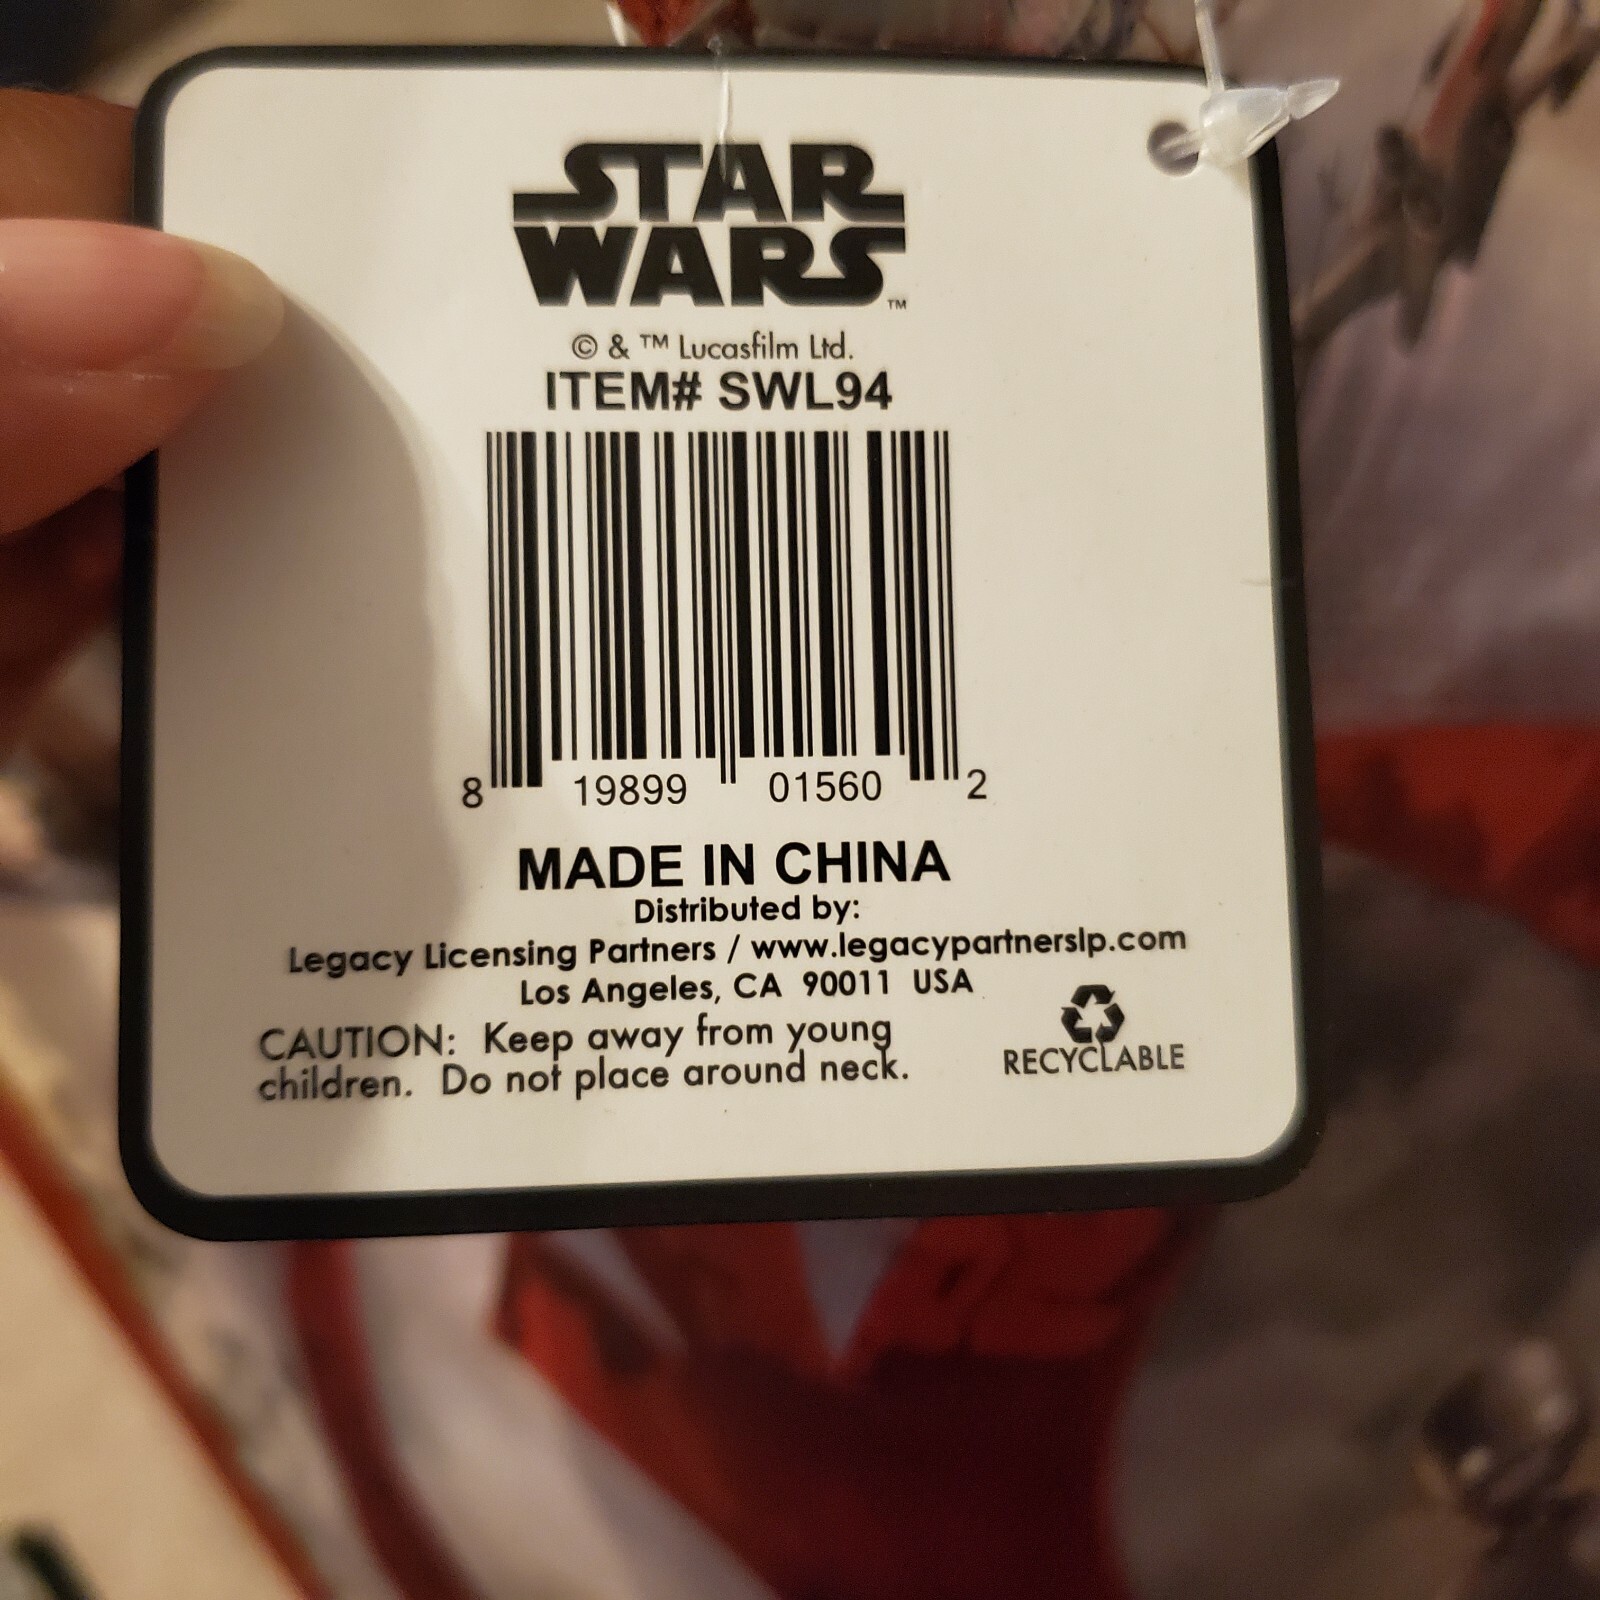 STAR
WARS™
© & ™ Lucasfilm Ltd.
ITEM# SWL94
8 19899 01560 2
MADE IN CHINA
Distributed by:
Legacy Licensing Partners / www.legacypartnerslp.com
Los Angeles, CA 90011 USA
CAUTION: Keep away from young
children. Do not place around neck.
RECYCLABLE